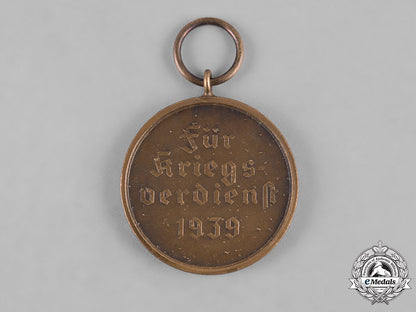 Für
Kriegs-
verdienst
1939
eMedals